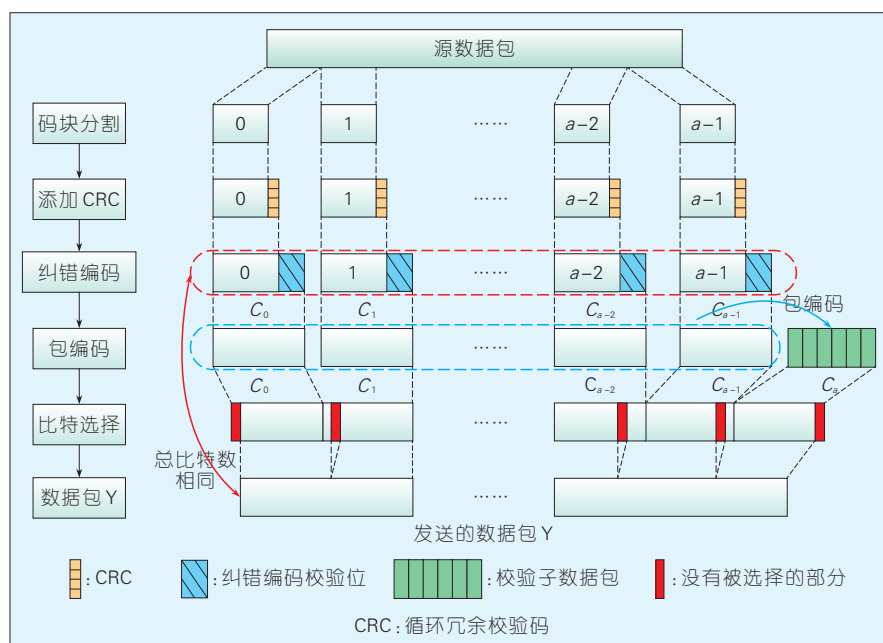 源数据包
码块分割
0 1 …… a-2 a-1
添加 CRC
0 1 …… a-2 a-1
纠错编码
0 1 …… a-2 a-1
C0 C1 Ca-2 Ca-1
包编码
包编码
……
C0 C1 Ca-2 Ca-1 Ca
比特选择
……
总比特数
相同
数据包 Y
……
发送的数据包 Y
: CRC : 纠错编码校验位 : 校验子数据包 : 没有被选择的部分
CRC : 循环冗余校验码